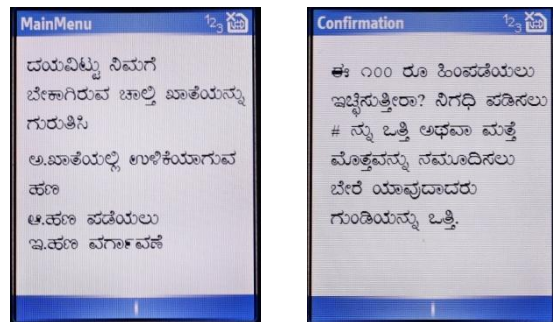 MainMenu
ದಯವಿಟ್ಟು ನಿಮಗೆ
ಬೇಕಾಗಿರುವ ಚಾಲ್ತಿ ಖಾತೆಯನ್ನು
ಗುರುತಿಸಿ
ಅ.ಖಾತೆಯಲ್ಲಿ ಉಳಿಕೆಯಾಗುವ
ಹಣ
ಆ.ಹಣ ಪಡೆಯಲು
ಇ.ಹಣ ವರ್ಗಾವಣೆ
Confirmation
ಈ ೧೦೦ ರೂ ಹಿಂಪಡೆಯಲು
ಇಚ್ಛಿಸುತ್ತೀರಾ? ನಿಗಧಿ ಪಡಿಸಲು
# ನ್ನು ಒತ್ತಿ ಅಥವಾ ಮತ್ತೆ
ಮೊತ್ತವನ್ನು ನಮೂದಿಸಲು
ಬೇರೆ ಯಾವುದಾದರು
ಗುಂಡಿಯನ್ನು ಒತ್ತಿ.